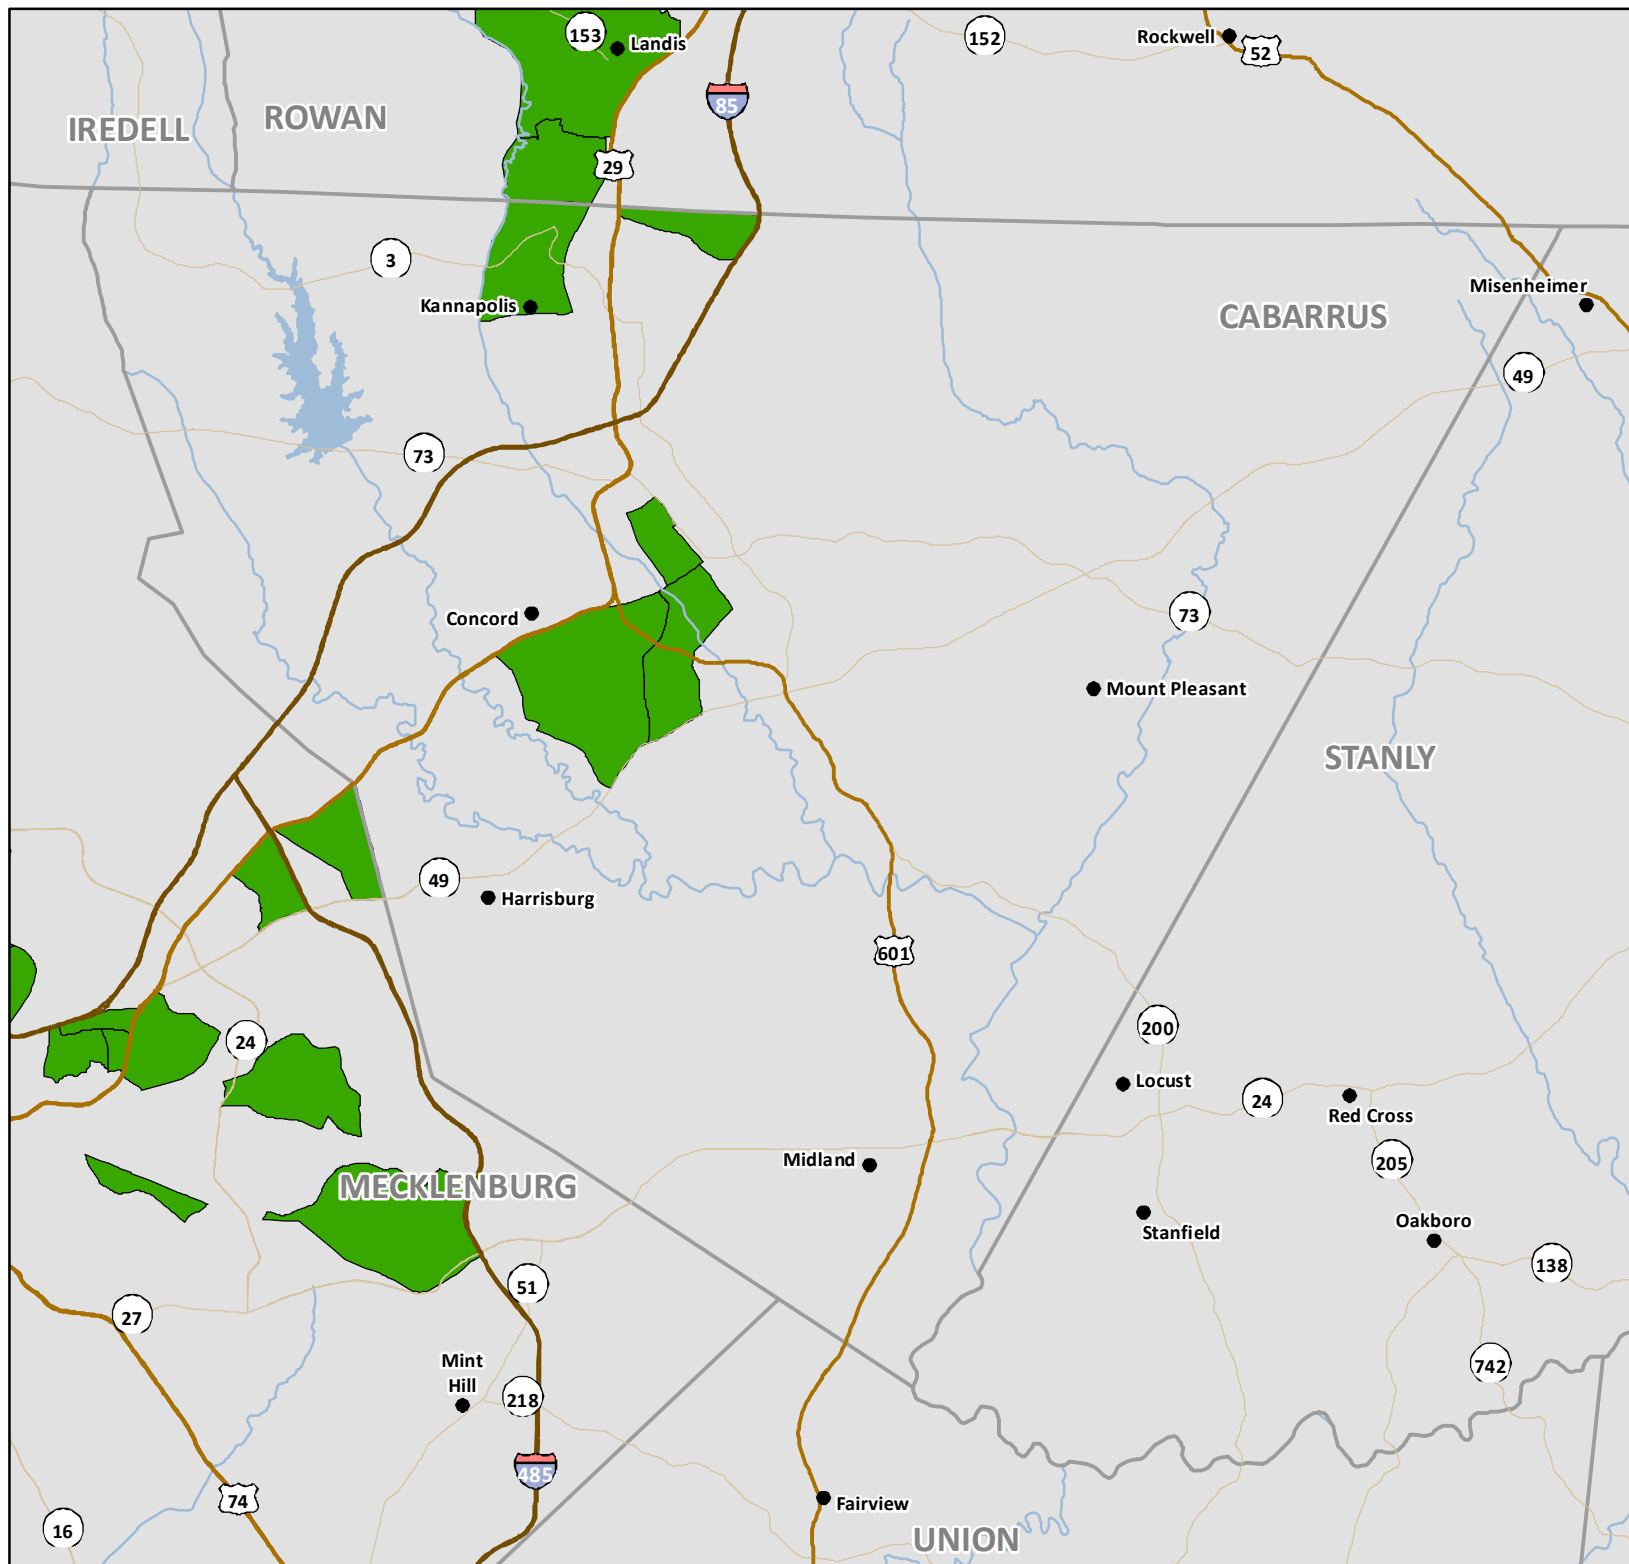 153
Landis
152
Rockwell
52
85
IREDELL
ROWAN
29
3
Kannapolis
Misenheimer
CABARRUS
49
73
Concord
73
Mount Pleasant
STANLY
49
Harrisburg
601
200
24
Locust
24
Red Cross
Midland
205
MECKLENBURG
Stanfield
Oakboro
138
51
27
Mint
Hill
742
218
485
74
Fairview
16
UNION